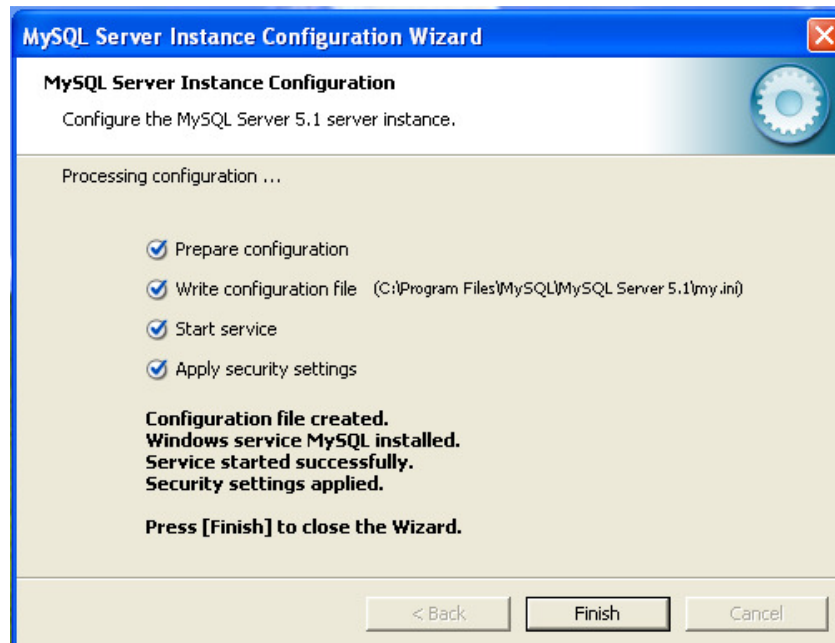 MySQL Server Instance Configuration Wizard
MySQL Server Instance Configuration
Configure the MySQL Server 5.1 server instance.
Processing configuration ...
Prepare configuration
Write configuration file (C:\Program Files\MySQL\MySQL Server 5.1\my.ini)
Start service
Apply security settings
Configuration file created.
Windows service MySQL installed.
Service started successfully.
Security settings applied.
Press [Finish] to close the Wizard.
< Back Finish Cancel